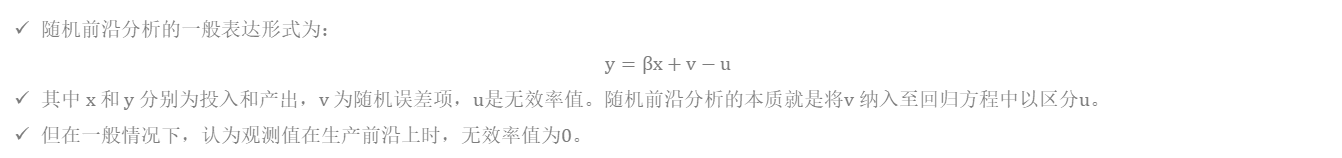 ✓ 随机前沿分析的一般表达形式为：
y = βx + v − u
✓ 其中 x 和 y 分别为投入和产出，v 为随机误差项，u是无效率值。随机前沿分析的本质就是将v 纳入至回归方程中以区分u。
✓ 但在一般情况下，认为观测值在生产前沿上时，无效率值为0。